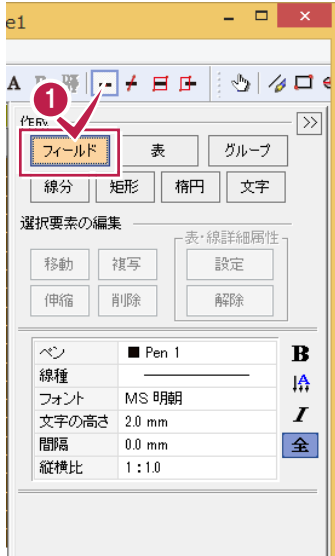 e1
A
1
>>
フィールド 表 グループ
線分 矩形 楕円 文字
選択要素の編集
表・線詳細属性
移動 複写 設定
伸縮 削除 解除
ペン ■ Pen 1
線種
フォント MS 明朝
文字の高さ 2.0 mm
間隔 0.0 mm
縦横比 1 : 1.0
B
A
I
全